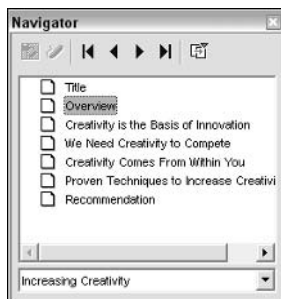 Navigator
Title
Overview
Creativity is the Basis of Innovation
We Need Creativity to Compete
Creativity Comes From Within You
Proven Techniques to Increase Creativi
Recommendation
Increasing Creativity